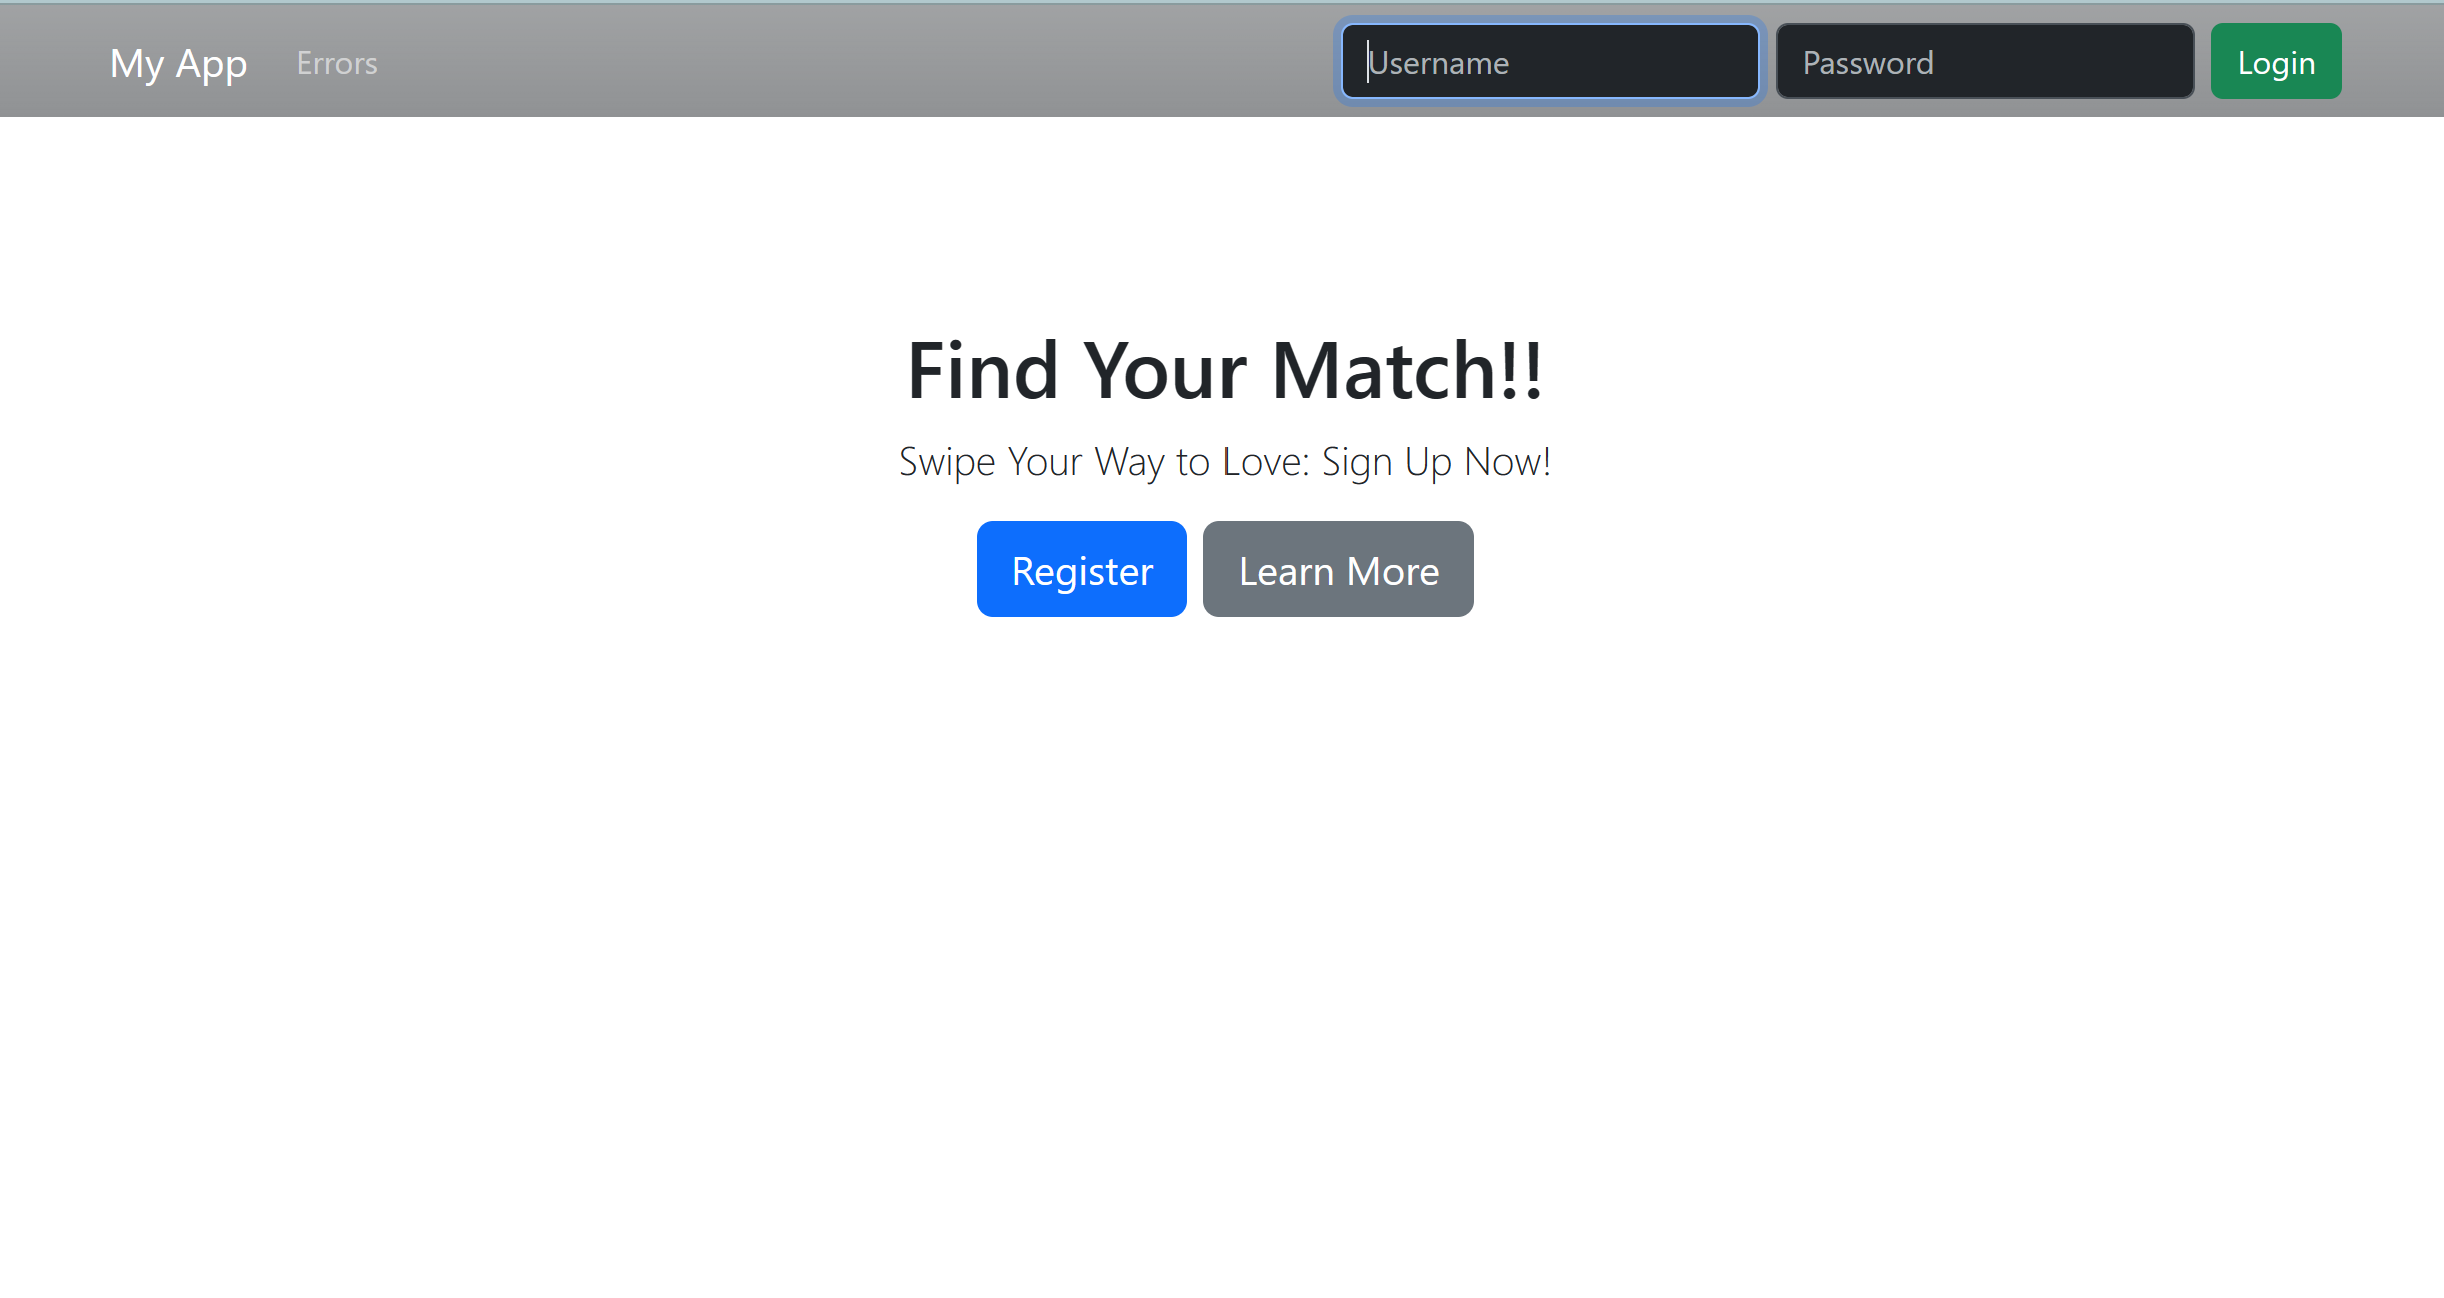 My App Errors Username Password Login
Find Your Match!!
Swipe Your Way to Love: Sign Up Now!
Register Learn More